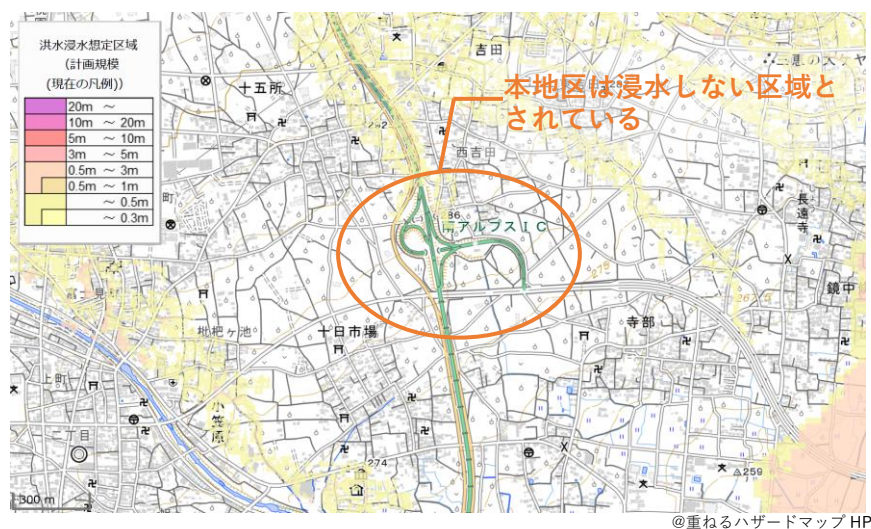 洪水浸水想定区域
(計画規模
(現在の凡例))
20m ～
10m ～ 20m
5m ～ 10m
3m ～ 5m
0.5m ～ 3m
0.5m ～ 1m
～ 0.5m
～ 0.3m
本地区は浸水しない区域と
されている
吉田
十五所
西吉田
アルプスＩＣ
長遠寺
鏡中
寺部
十日市場
枇杷ヶ池
上町
小笠原
二丁目
274
△259
300 m
@重ねるハザードマップ HP